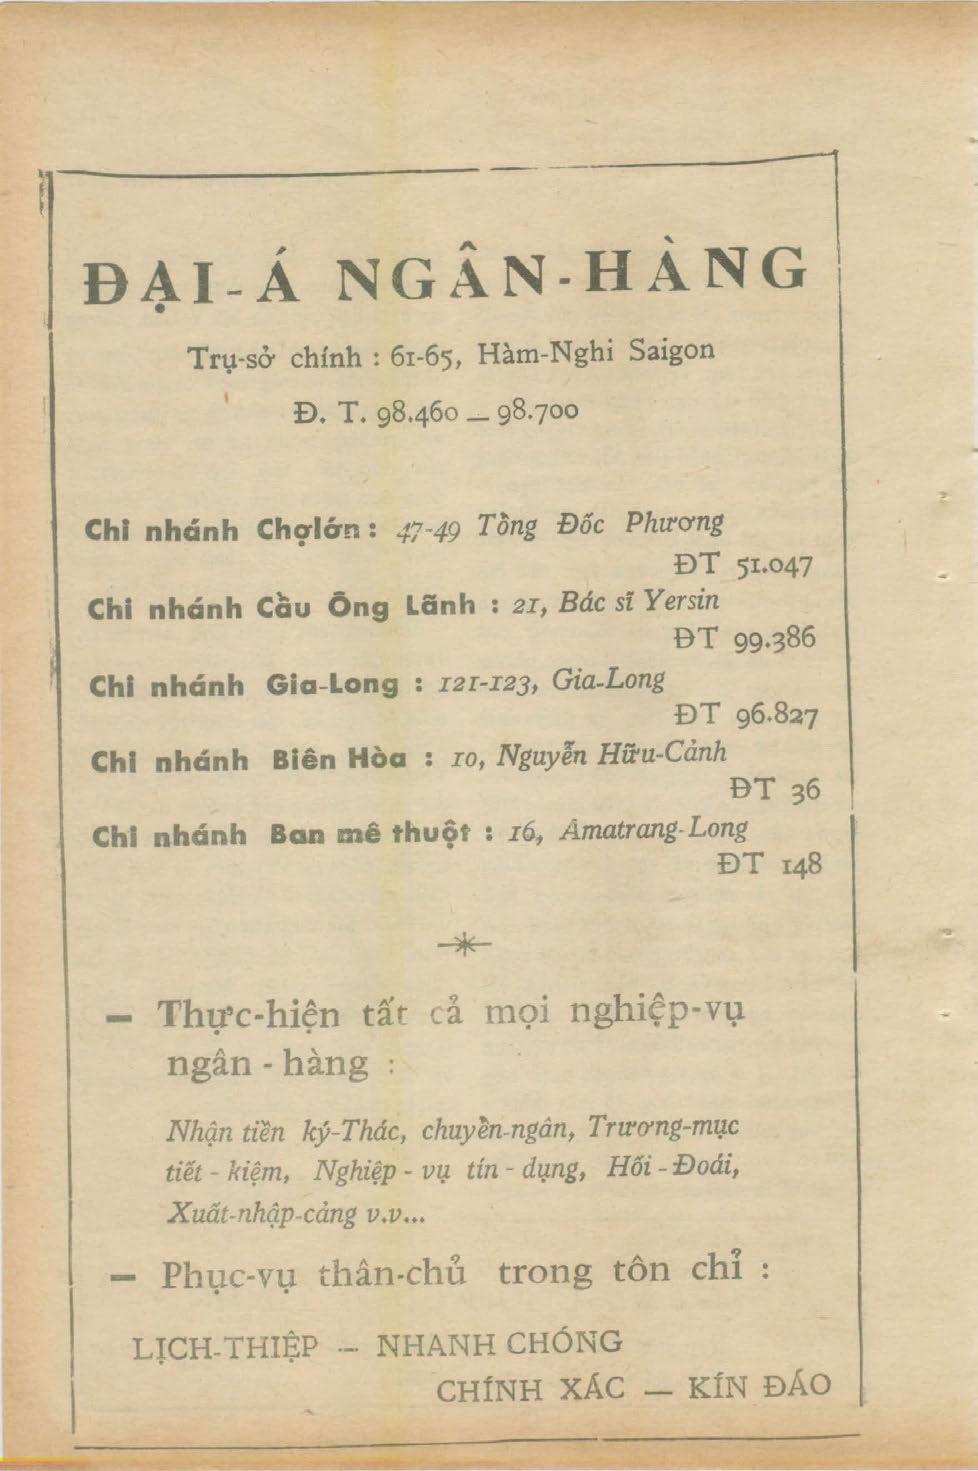 ĐẠI-Á NGÂN-HÀNG
Trụ-sở chính : 61-65, Hàm-Nghi Saigon
Đ. T. 98.460 — 98.700
Chi nhánh Chợlớn : 47-49 Tổng Đốc Phương
ĐT 51.047
Chi nhánh Cầu Ông Lãnh : 21, Bác sĩ Yersin
ĐT 99.386
Chi nhánh Gia-Long : 121-123, Gia-Long
ĐT 96.827
Chi nhánh Biên Hòa : 10, Nguyễn Hữu-Cảnh
ĐT 36
Chi nhánh Ban mê thuột : 16, Amatrang-Long
ĐT 148
— Thực-hiện tất cả mọi nghiệp-vụ
ngân - hàng :
Nhận tiền ký-Thác, chuyển-ngân, Trương-mục
tiết - kiệm, Nghiệp - vụ tín - dụng, Hối - Đoái,
Xuất-nhập-cảng v.v...
— Phục-vụ thân-chủ trong tôn chỉ :
LỊCH-THIỆP — NHANH CHÓNG
CHÍNH XÁC — KÍN ĐÁO